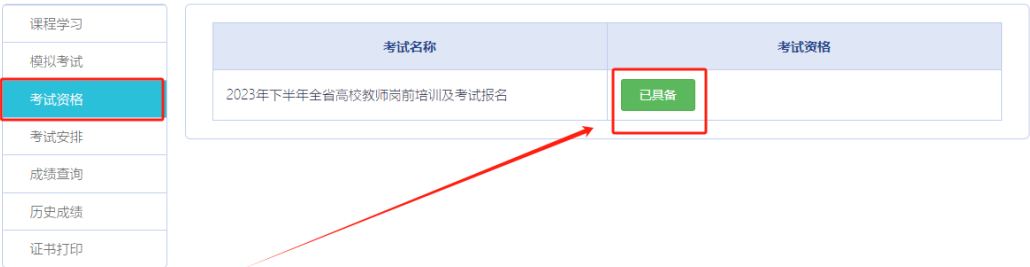 课程学习
模拟考试
考试资格
考试安排
成绩查询
历史成绩
证书打印
考试名称 考试资格
2023年下半年全省高校教师岗前培训及考试报名 已具备